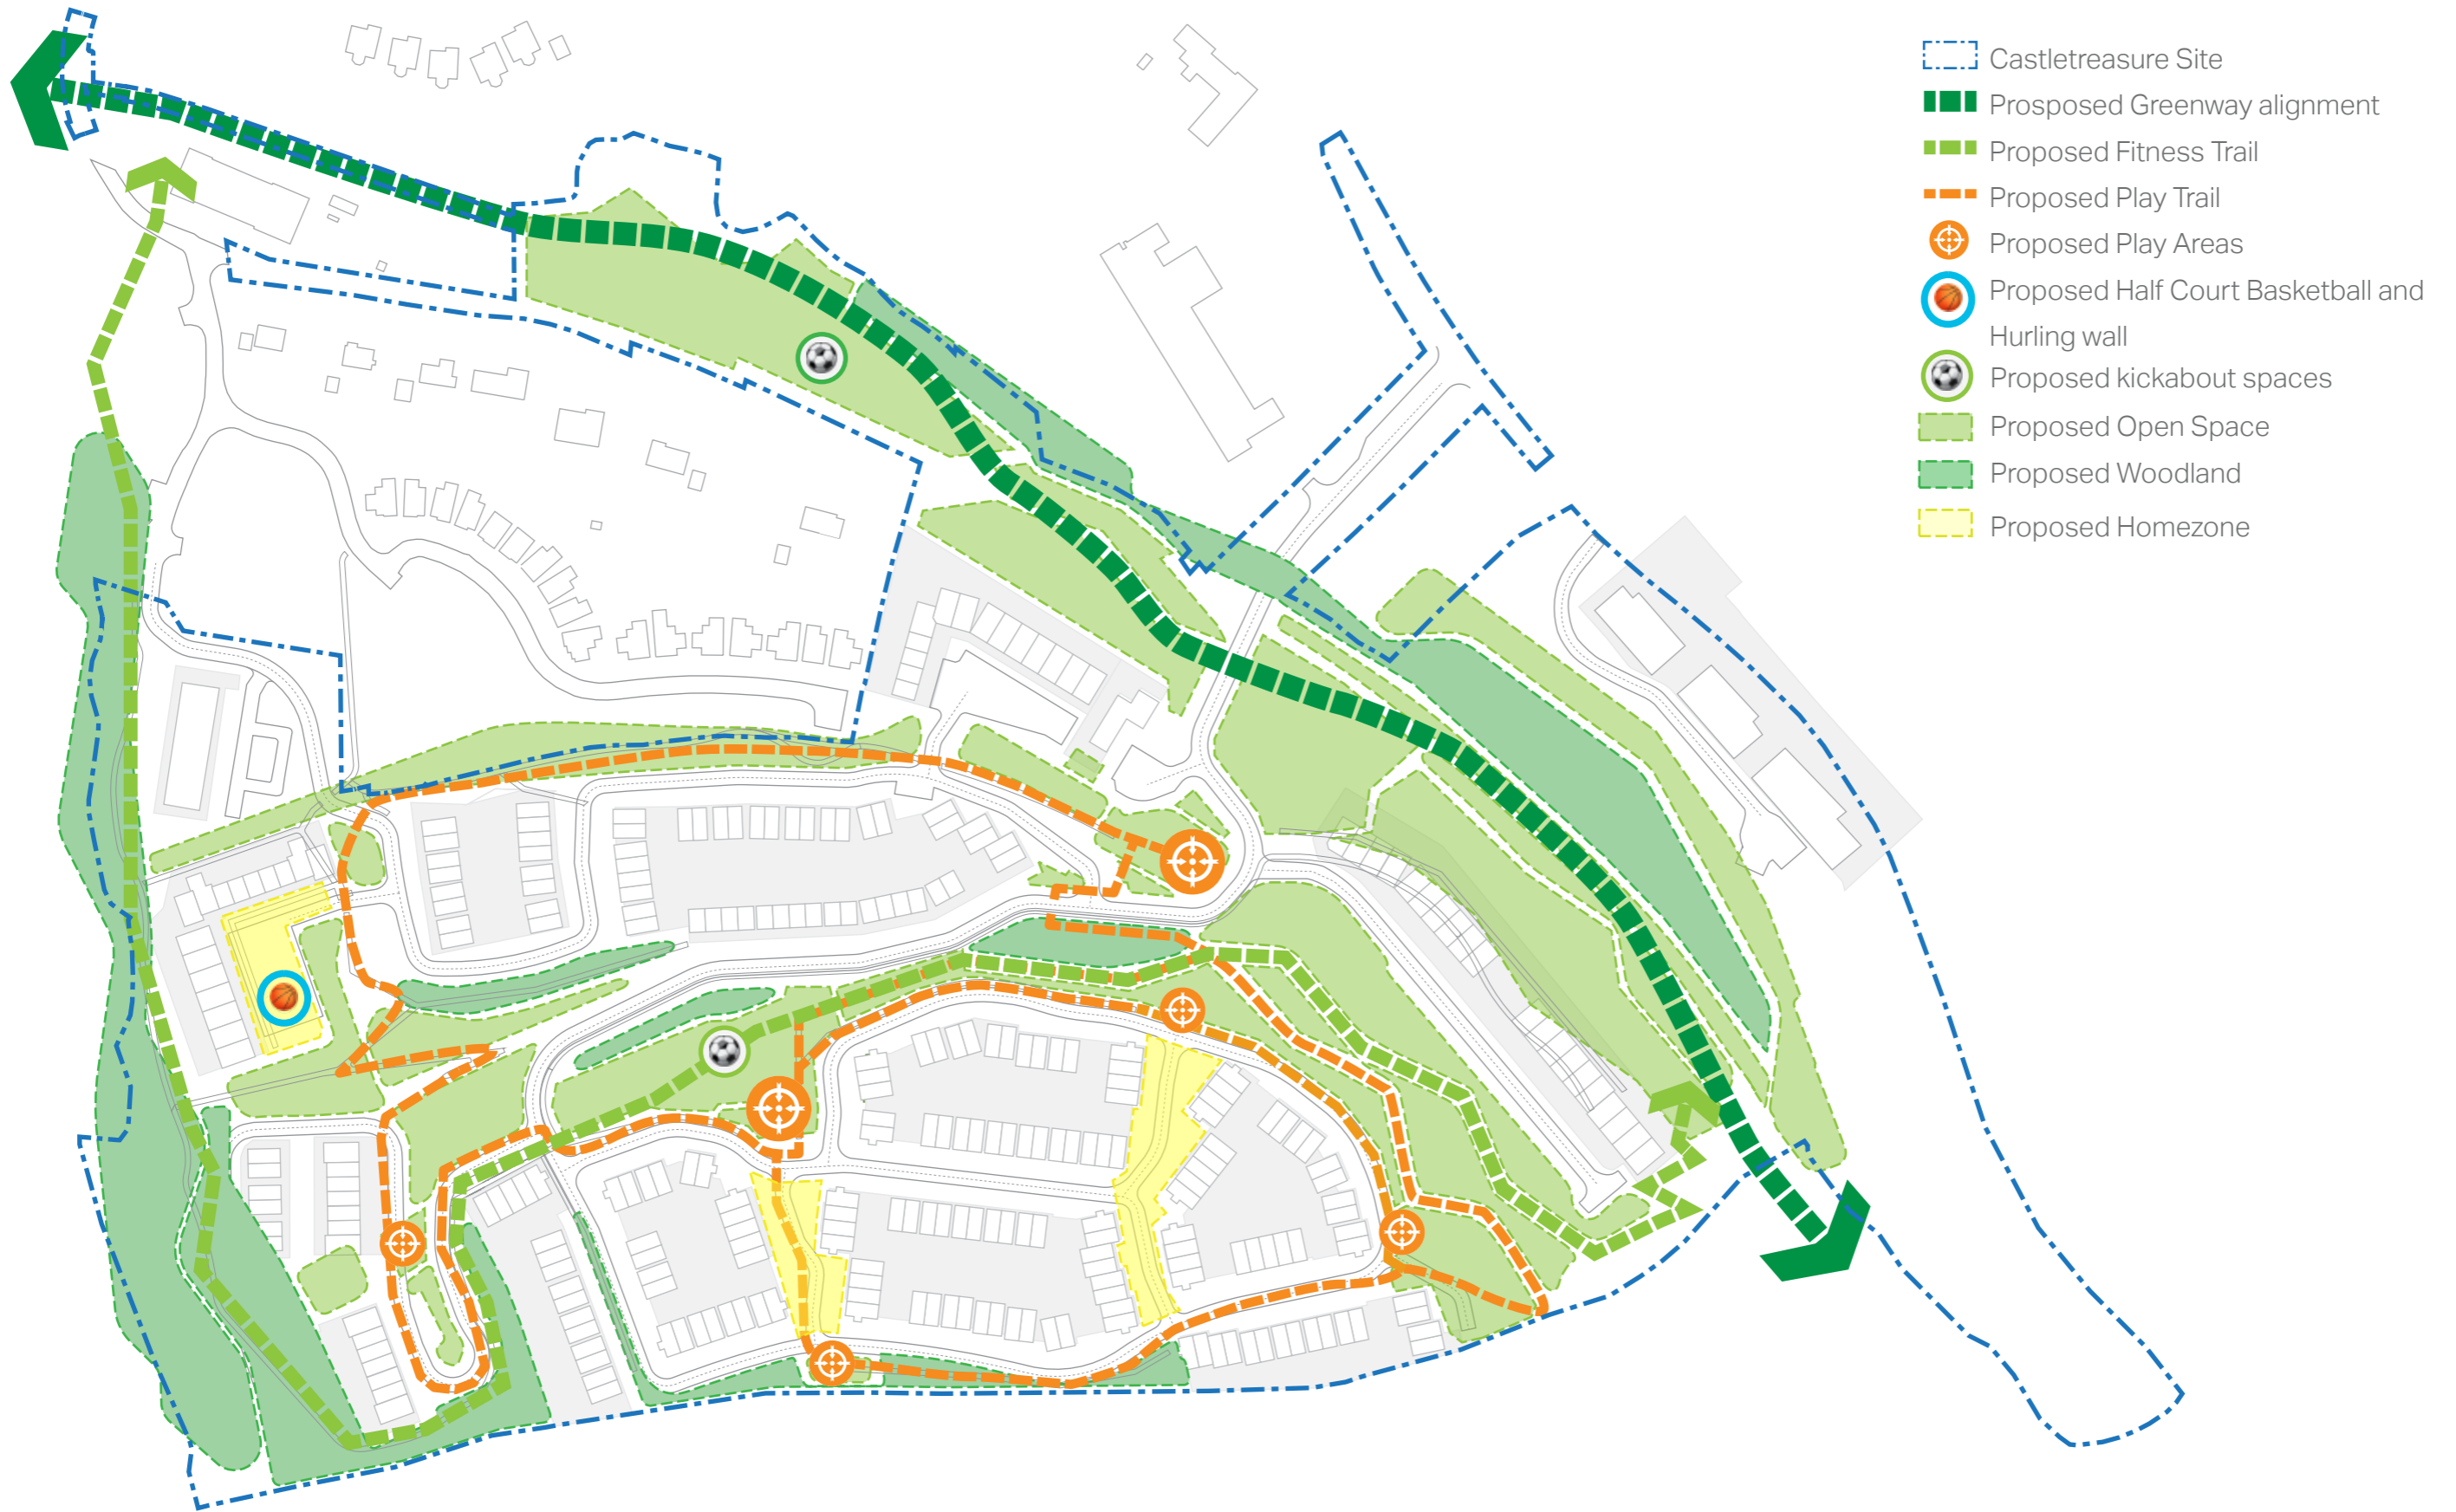 Castletreasure Site
Prosposed Greenway alignment
Proposed Fitness Trail
Proposed Play Trail
Proposed Play Areas
Proposed Half Court Basketball and
Hurling wall
Proposed kickabout spaces
Proposed Open Space
Proposed Woodland
Proposed Homezone